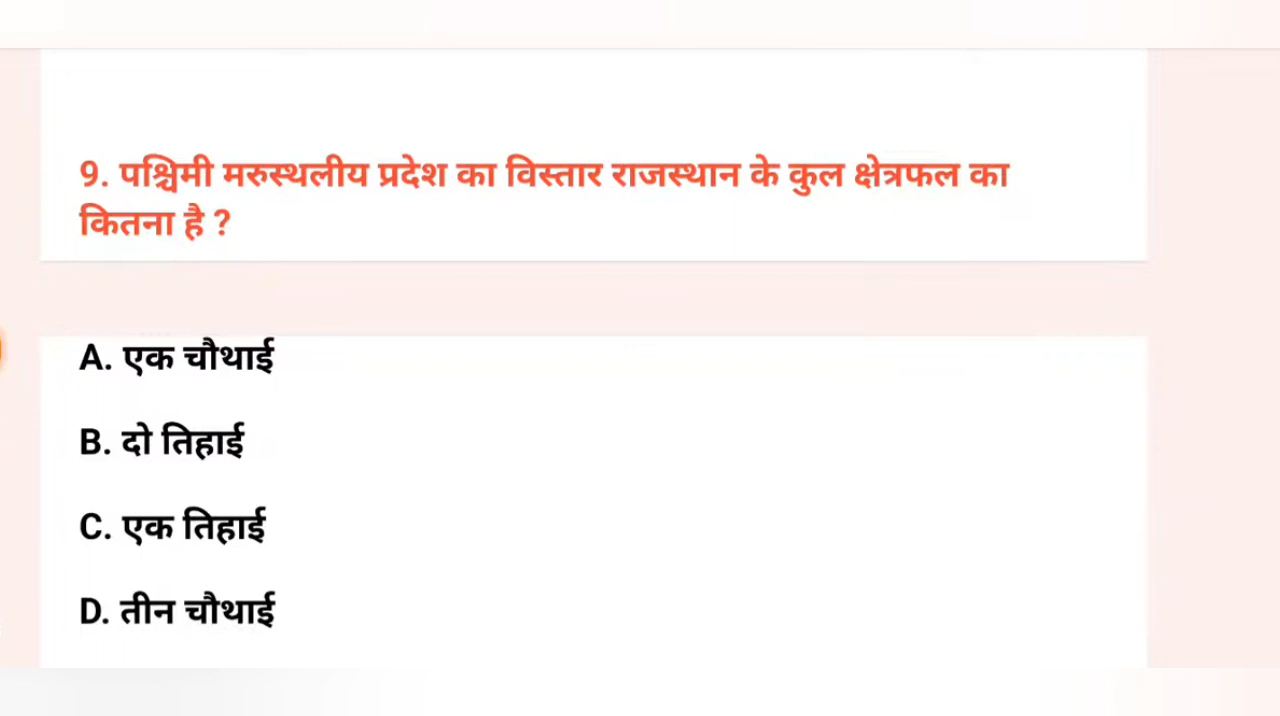 9. पश्चिमी मरुस्थलीय प्रदेश का विस्तार राजस्थान के कुल क्षेत्रफल का
कितना है ?
A. एक चौथाई
B. दो तिहाई
C. एक तिहाई
D. तीन चौथाई